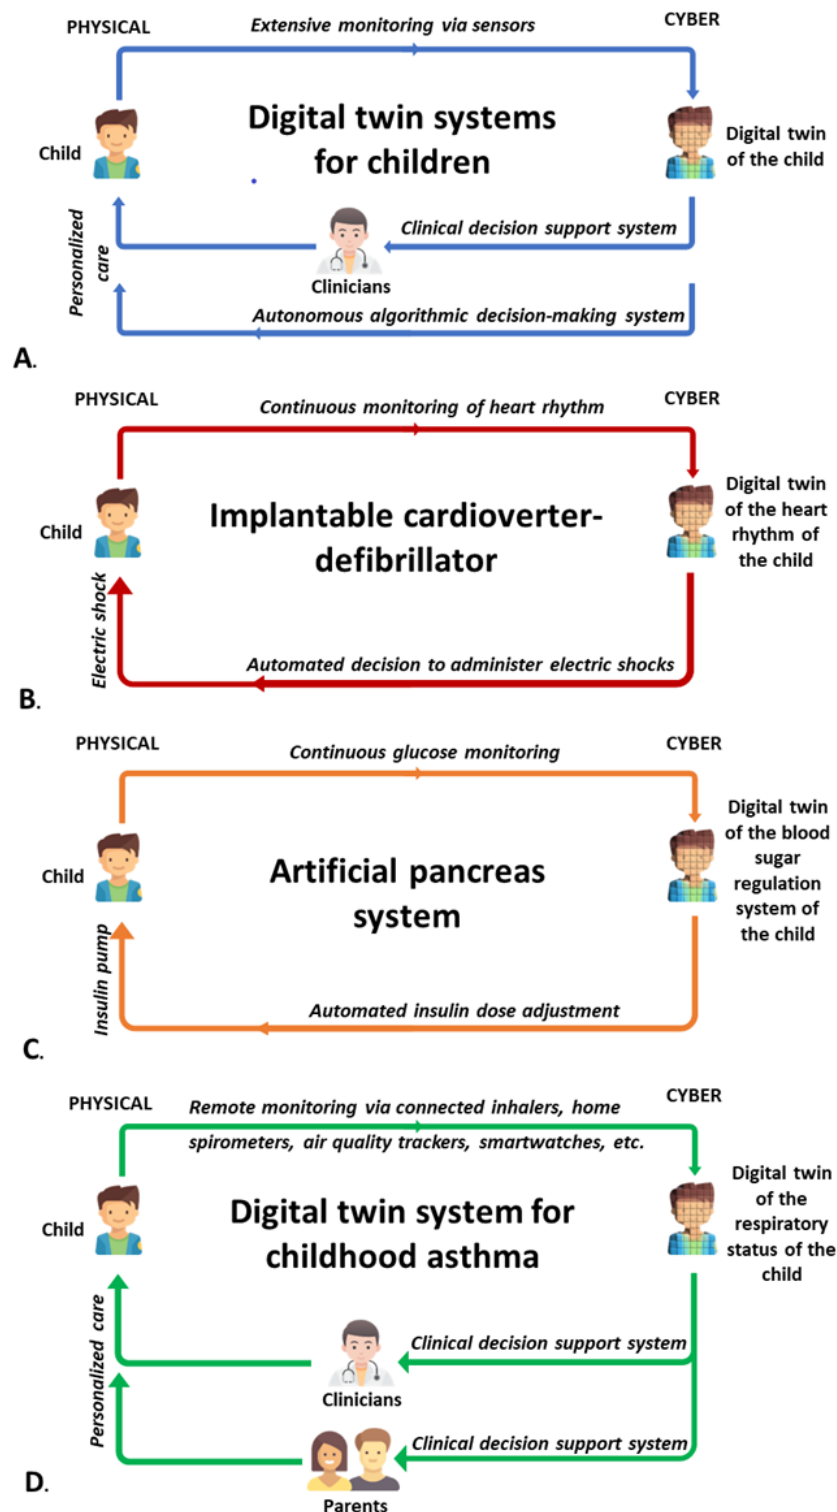 PHYSICAL
Extensive monitoring via sensors
CYBER
Digital twin systems
for children
Child
Digital twin
of the child
Personalized
care
Clinical decision support system
Clinicians
Autonomous algorithmic decision-making system
A.
PHYSICAL
Continuous monitoring of heart rhythm
CYBER
Implantable cardioverter-
defibrillator
Child
Digital twin
of the heart
rhythm of
the child
Electric shock
Automated decision to administer electric shocks
B.
PHYSICAL
Continuous glucose monitoring
CYBER
Artificial pancreas
system
Child
Digital twin
of the blood
sugar
regulation
system of
the child
Insulin pump
Automated insulin dose adjustment
C.
PHYSICAL
Remote monitoring via connected inhalers, home
spirometers, air quality trackers, smartwatches, etc.
CYBER
Digital twin system for
childhood asthma
Child
Digital twin
of the
respiratory
status of the
child
Personalized care
Clinical decision support system
Clinicians
Clinical decision support system
Parents
D.